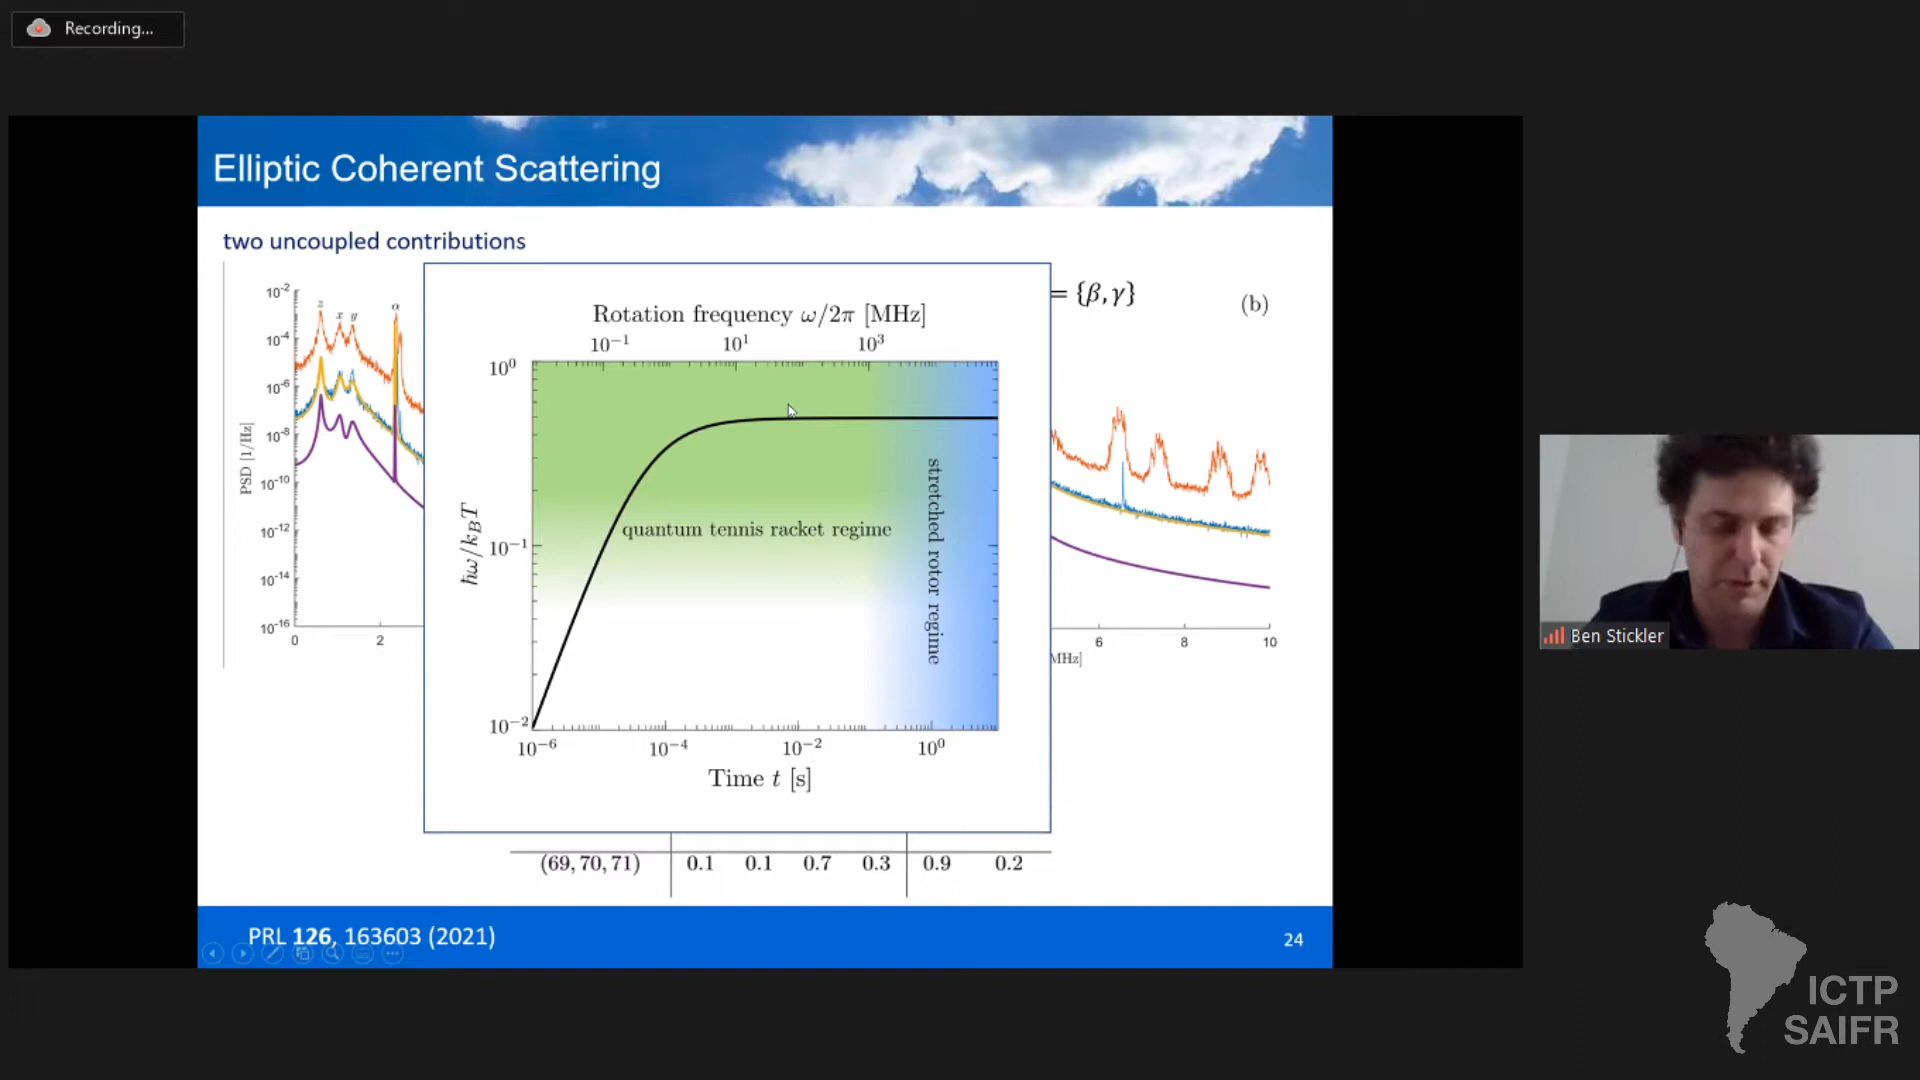 Recording...
Elliptic Coherent Scattering
two uncoupled contributions
= {β,γ}
(b)
Rotation frequency ω/2π [MHz]
10⁻¹ 10¹ 10³
z x y α
10⁻²
10⁻⁴
10⁻⁶
10⁻⁸
10⁻¹⁰
10⁻¹²
10⁻¹⁴
10⁻¹⁶
PSD [1/Hz]
0 2
10⁰
10⁻¹
10⁻²
ħω/k_BT
quantum tennis racket regime
stretched rotor regime
10⁻⁶ 10⁻⁴ 10⁻² 10⁰
Time t [s]
6 8 10
MHz]
(69, 70, 71) 0.1 0.1 0.7 0.3 0.9 0.2
PRL 126, 163603 (2021)
24
Ben Stickler
ICTP
SAIFR